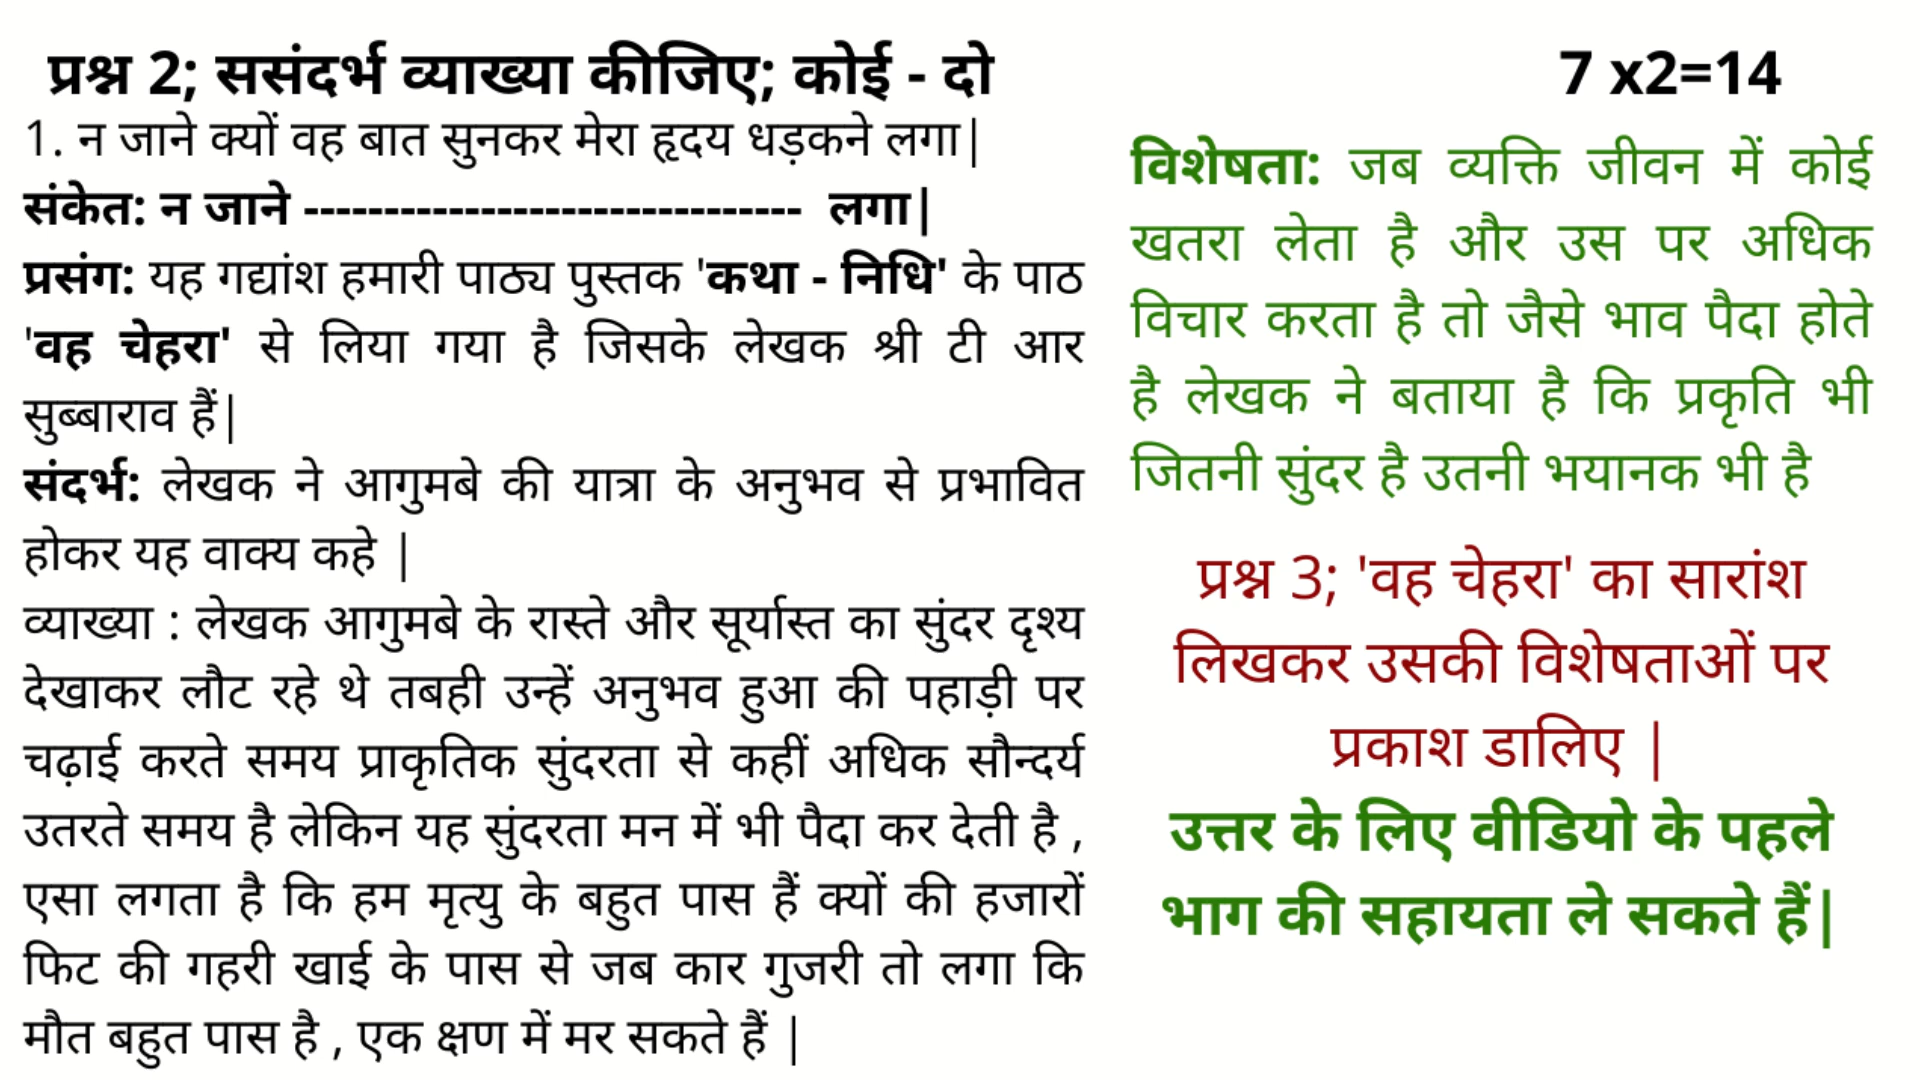 प्रश्न 2; ससंदर्भ व्याख्या कीजिए; कोई - दो
7 x2=14
1. न जाने क्यों वह बात सुनकर मेरा हृदय धड़कने लगा|
संकेत: न जाने ------------------------------- लगा|
प्रसंग: यह गद्यांश हमारी पाठ्य पुस्तक 'कथा - निधि' के पाठ
'वह चेहरा' से लिया गया है जिसके लेखक श्री टी आर
सुब्बाराव हैं|
संदर्भ: लेखक ने आगुमबे की यात्रा के अनुभव से प्रभावित
होकर यह वाक्य कहे |
व्याख्या : लेखक आगुमबे के रास्ते और सूर्यास्त का सुंदर दृश्य
देखाकर लौट रहे थे तबही उन्हें अनुभव हुआ की पहाड़ी पर
चढ़ाई करते समय प्राकृतिक सुंदरता से कहीं अधिक सौन्दर्य
उतरते समय है लेकिन यह सुंदरता मन में भी पैदा कर देती है ,
एसा लगता है कि हम मृत्यु के बहुत पास हैं क्यों की हजारों
फिट की गहरी खाई के पास से जब कार गुजरी तो लगा कि
मौत बहुत पास है , एक क्षण में मर सकते हैं |
विशेषता: जब व्यक्ति जीवन में कोई
खतरा लेता है और उस पर अधिक
विचार करता है तो जैसे भाव पैदा होते
है लेखक ने बताया है कि प्रकृति भी
जितनी सुंदर है उतनी भयानक भी है
प्रश्न 3; 'वह चेहरा' का सारांश
लिखकर उसकी विशेषताओं पर
प्रकाश डालिए |
उत्तर के लिए वीडियो के पहले
भाग की सहायता ले सकते हैं|